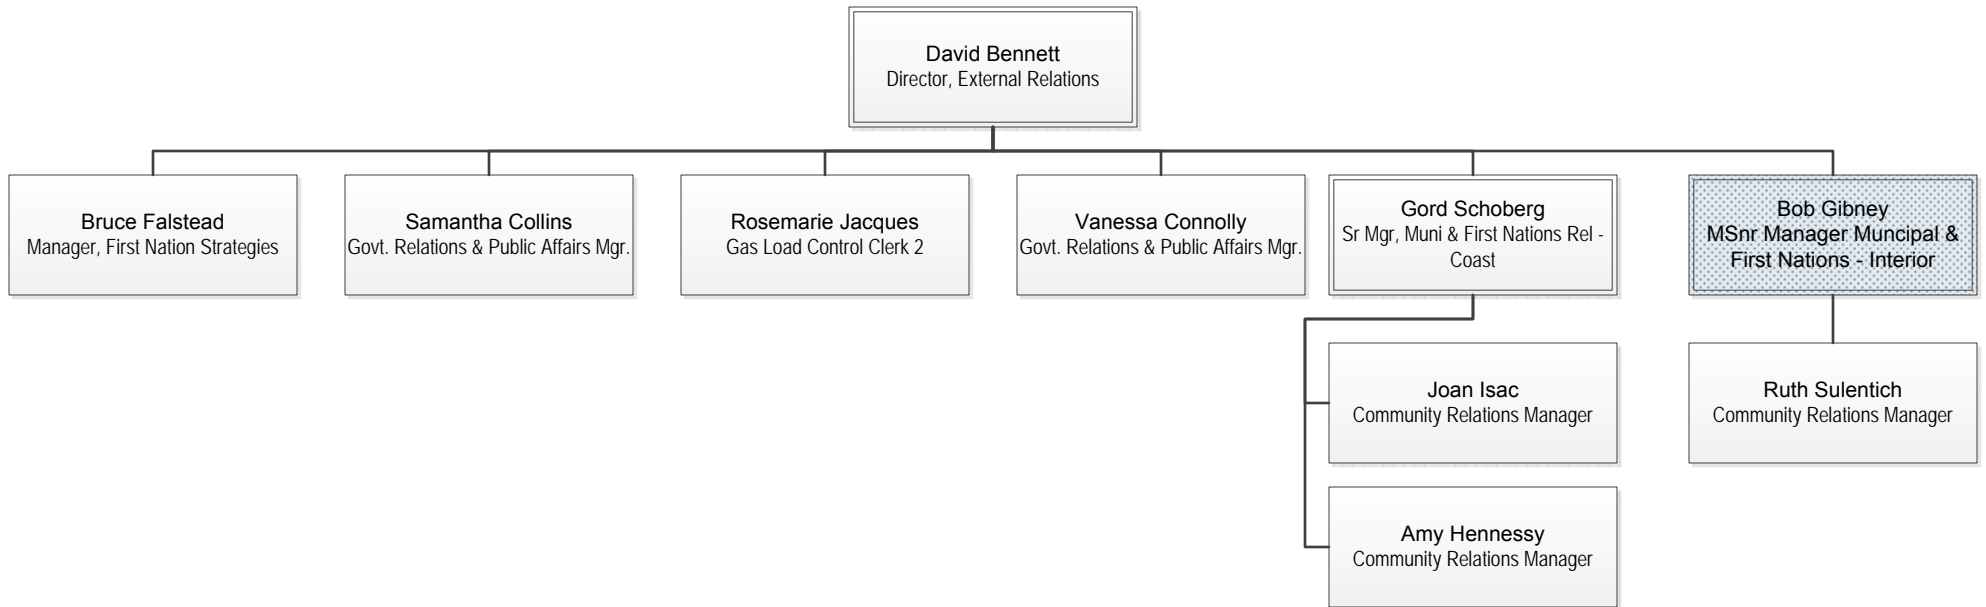 David Bennett
Director, External Relations
Bruce Falstead
Manager, First Nation Strategies
Samantha Collins
Govt. Relations & Public Affairs Mgr.
Rosemarie Jacques
Gas Load Control Clerk 2
Vanessa Connolly
Govt. Relations & Public Affairs Mgr.
Gord Schoberg
Sr Mgr, Muni & First Nations Rel -
Coast
Bob Gibney
MSnr Manager Muncipal &
First Nations - Interior
Joan Isac
Community Relations Manager
Ruth Sulentich
Community Relations Manager
Amy Hennessy
Community Relations Manager